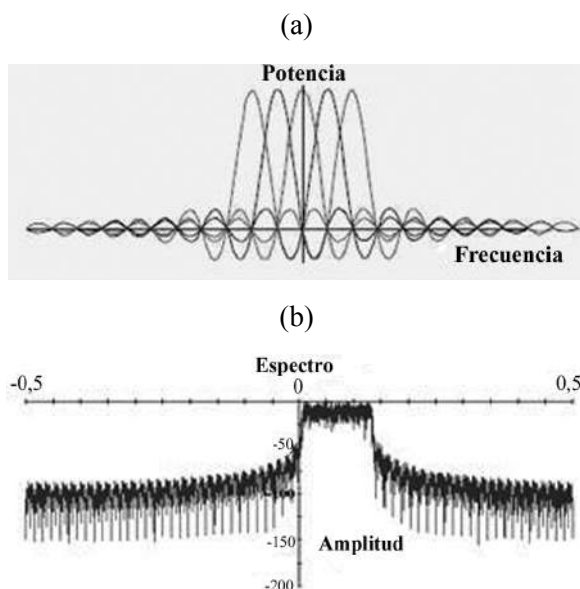 (a)
Potencia
Frecuencia
(b)
Espectro
-0,5 0 0,5
-50
-100
-150
Amplitud
-200